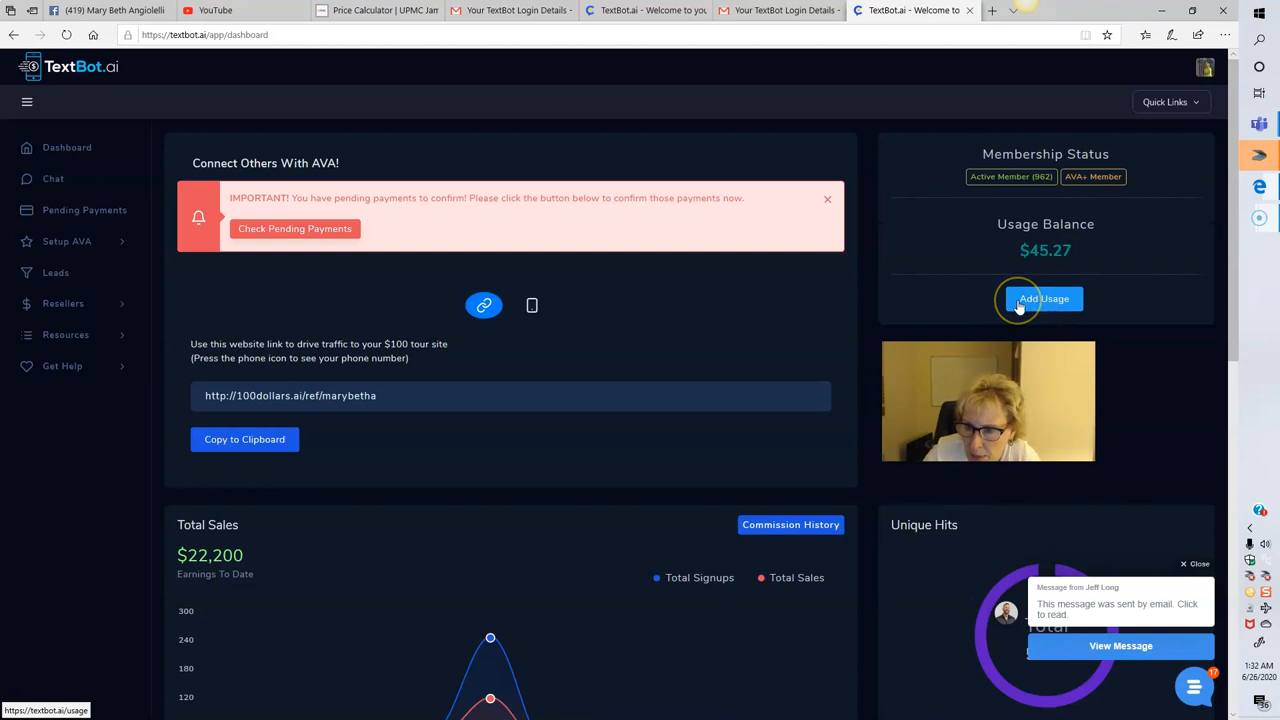 (419) Mary Beth Angiolelli
YouTube
Price Calculator | UPMC Jam
Your TextBot Login Details -
TextBot.ai - Welcome to you
Your TextBot Login Details -
TextBot.ai - Welcome to
https://textbot.ai/app/dashboard
TextBot.ai
Quick Links
Dashboard
Chat
Pending Payments
Setup AVA
Leads
Resellers
Resources
Get Help
Connect Others With AVA!
IMPORTANT! You have pending payments to confirm! Please click the button below to confirm those payments now.
Check Pending Payments
Use this website link to drive traffic to your $100 tour site
(Press the phone icon to see your phone number)
http://100dollars.ai/ref/marybetha
Copy to Clipboard
Membership Status
Active Member (962)
AVA+ Member
Usage Balance
$45.27
Add Usage
Total Sales
Commission History
$22,200
Earnings To Date
Total Signups
Total Sales
300
240
180
120
Unique Hits
Total
Close
Message from Jeff Long
This message was sent by email. Click
to read.
View Message
17
1:32 AM
6/26/2020
36
https://textbot.ai/usage